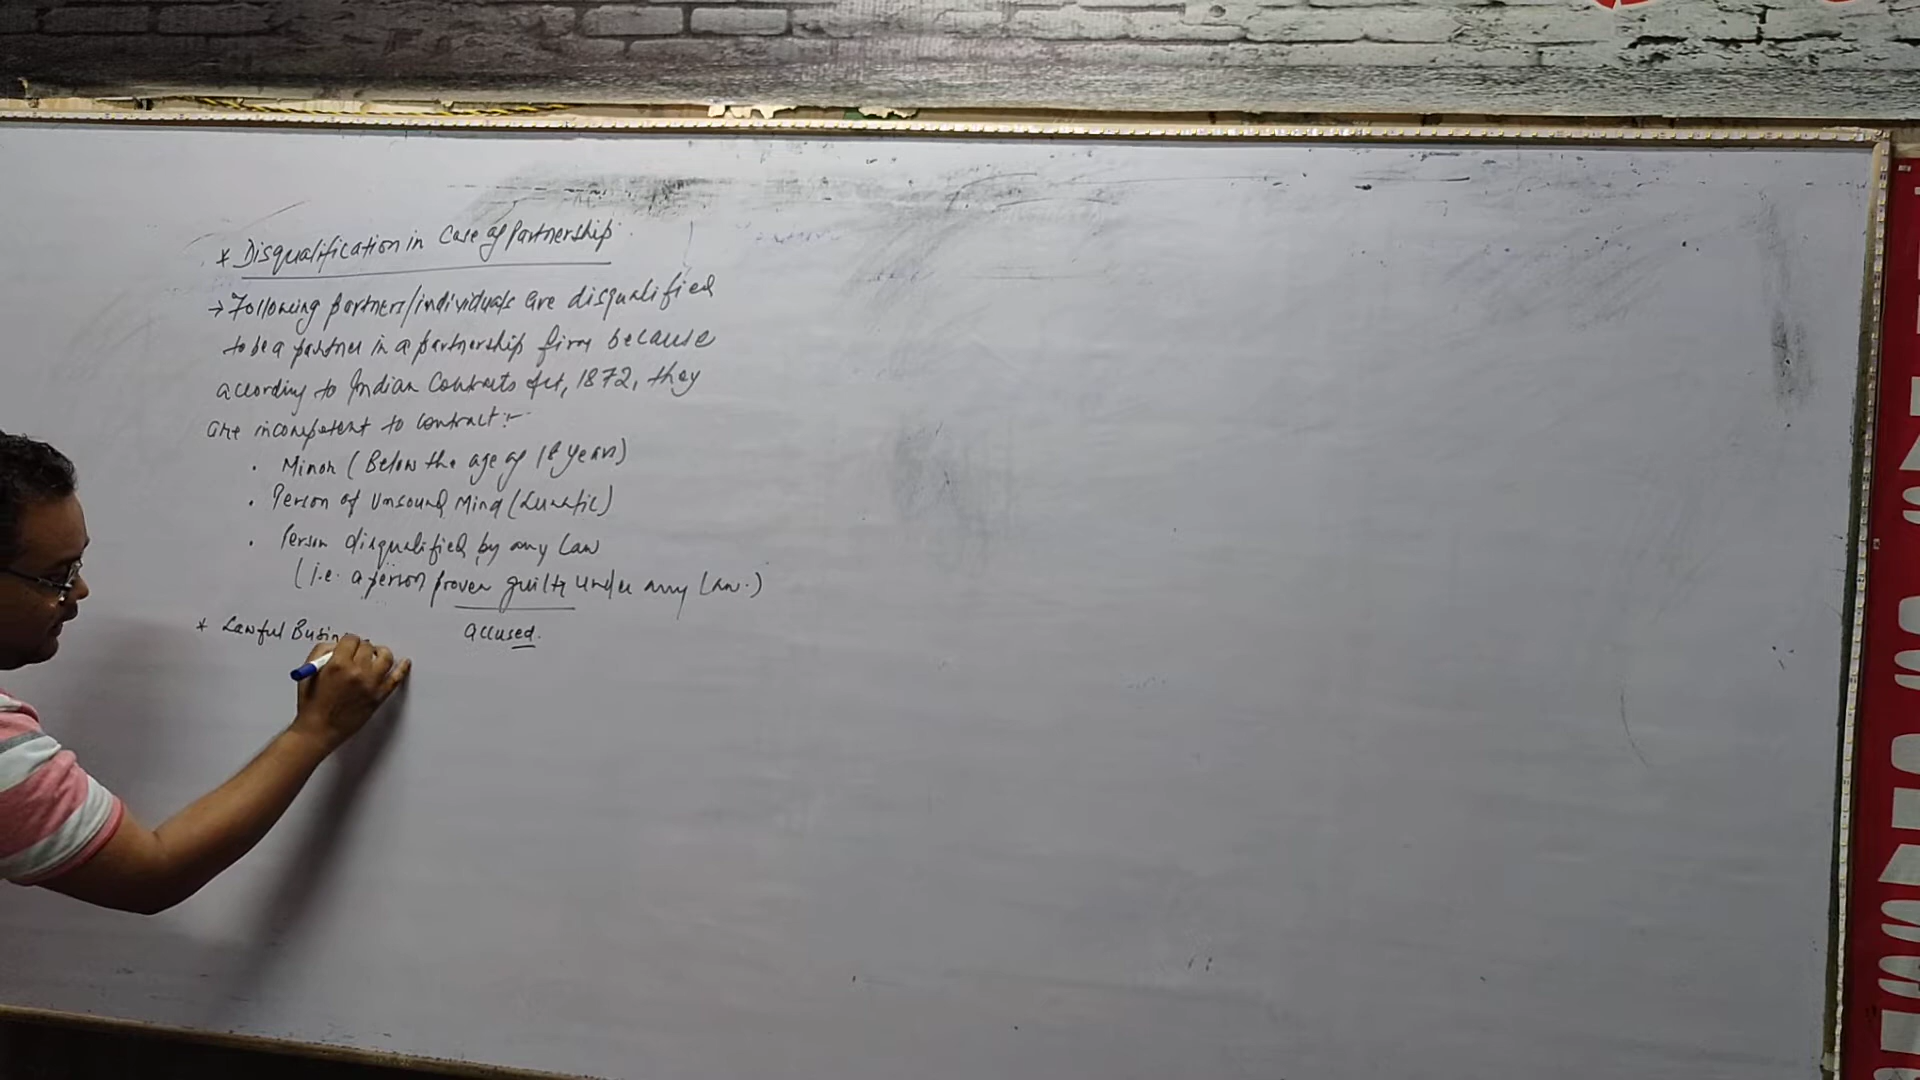 * Disqualification in Case of Partnership
→ Following partners/individuals are disqualified
to be a partner in a partnership firm because
according to Indian Contracts Act, 1872, they
are incompetent to contract:-
• Minor (Below the age of 18 years)
• Person of Unsound Mind (Lunatic)
• Person disqualified by any Law
(i.e. a person proven guilty under any Law.)
accused.
* Lawful Busin